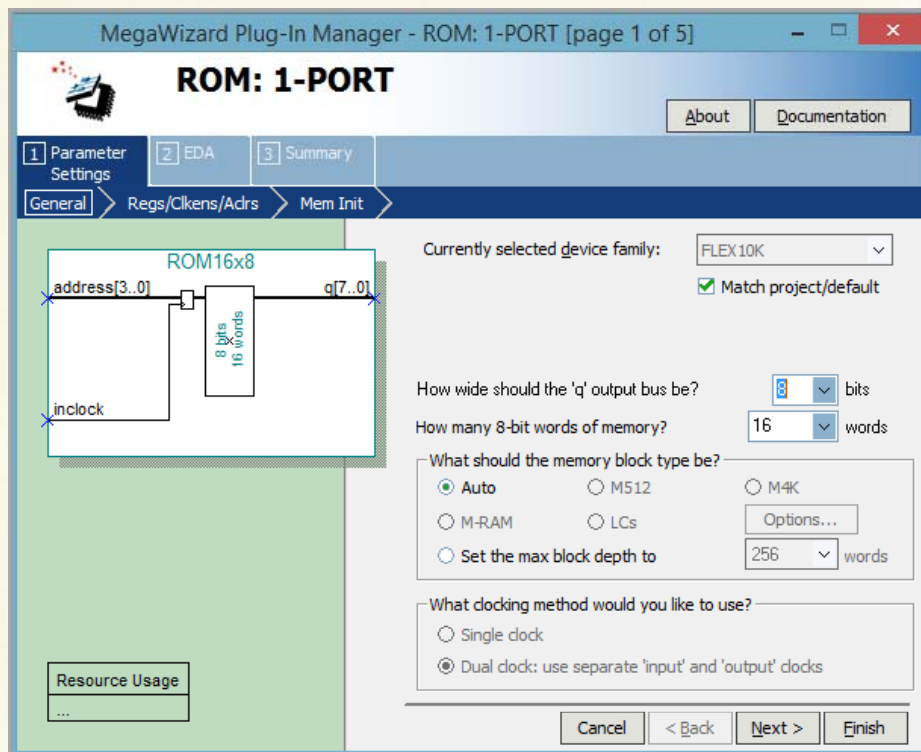 MegaWizard Plug-In Manager - ROM: 1-PORT [page 1 of 5]
ROM: 1-PORT
About
Documentation
1 Parameter Settings
2 EDA
3 Summary
General
Regs/Clkens/Adrs
Mem Init
ROM16x8
address[3..0]
q[7..0]
8 bits
x
16 words
inclock
Resource Usage
...
Currently selected device family:
FLEX10K
Match project/default
How wide should the 'q' output bus be?
8
bits
How many 8-bit words of memory?
16
words
What should the memory block type be?
Auto
M512
M4K
M-RAM
LCs
Options...
Set the max block depth to
256
words
What clocking method would you like to use?
Single clock
Dual clock: use separate 'input' and 'output' clocks
Cancel
< Back
Next >
Finish